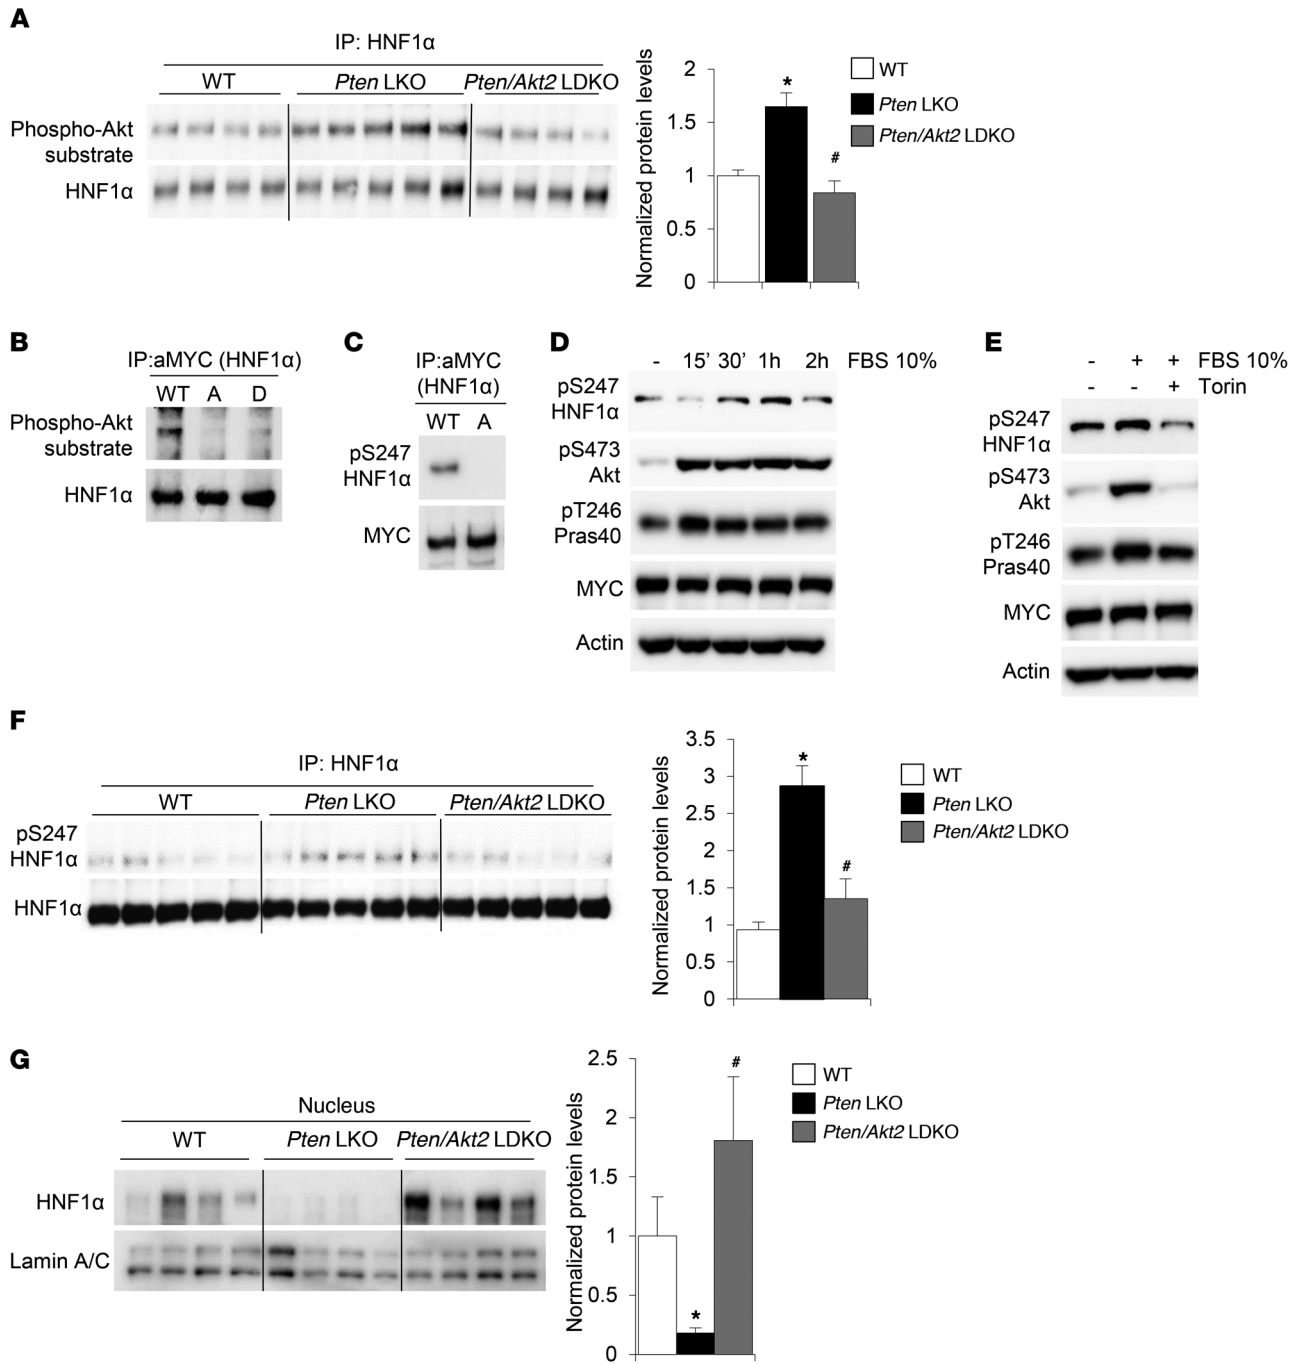 A
IP: HNF1α
WT Pten LKO Pten/Akt2 LDKO
Phospho-Akt
substrate
HNF1α
Normalized protein levels
2
1.5
1
0.5
0
*
#
WT
Pten LKO
Pten/Akt2 LDKO
B
IP:aMYC (HNF1α)
WT A D
Phospho-Akt
substrate
HNF1α
C
IP:aMYC
(HNF1α)
WT A
pS247
HNF1α
MYC
D
- 15’ 30’ 1h 2h FBS 10%
pS247
HNF1α
pS473
Akt
pT246
Pras40
MYC
Actin
E
- + + FBS 10%
- - + Torin
pS247
HNF1α
pS473
Akt
pT246
Pras40
MYC
Actin
F
IP: HNF1α
WT Pten LKO Pten/Akt2 LDKO
pS247
HNF1α
HNF1α
Normalized protein levels
3.5
3
2.5
2
1.5
1
0.5
0
*
#
WT
Pten LKO
Pten/Akt2 LDKO
G
Nucleus
WT Pten LKO Pten/Akt2 LDKO
HNF1α
Lamin A/C
Normalized protein levels
2.5
2
1.5
1
0.5
0
*
#
WT
Pten LKO
Pten/Akt2 LDKO